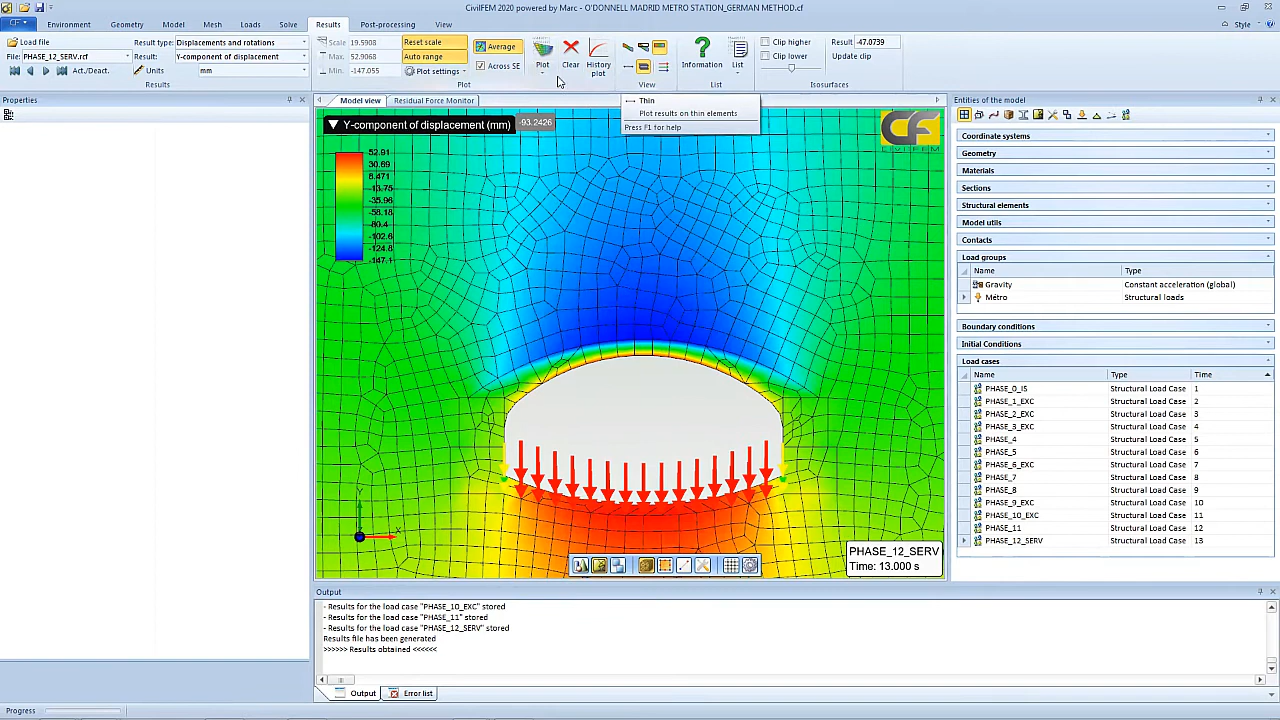 CivilFEM 2020 powered by Marc - O'DONNELL MADRID METRO STATION_GERMAN METHOD.cf
Style
CF
Environment Geometry Model Mesh Loads Solve Results Post-processing View
Load file
File: PHASE_12_SERV.rcf
Act./Deact.
Results
Result type: Displacements and rotations
Result: Y-component of displacement
Units mm
Scale 19.5908
Max. 52.9068
Min. -147.055
Reset scale
Auto range
Plot settings
Average
Across SE
Plot
Plot
Clear
History plot
View
Information
List
List
Clip higher
Clip lower
Result -47.0739
Update clip
Isosurfaces
Properties
Model view Residual Force Monitor
Thin
Plot results on thin elements
Press F1 for help
Y-component of displacement (mm)
-93.2426
52.91
30.69
8.471
-13.75
-35.96
-58.18
-80.4
-102.6
-124.8
-147.1
CF
CIVILFEM
Y
X
PHASE_12_SERV
Time: 13.000 s
Entities of the model
Coordinate systems
Geometry
Materials
Sections
Structural elements
Model utils
Contacts
Load groups
Name Type
Gravity Constant acceleration (global)
Métro Structural loads
Boundary conditions
Initial Conditions
Load cases
Name Type Time
PHASE_0_IS Structural Load Case 1
PHASE_1_EXC Structural Load Case 2
PHASE_2_EXC Structural Load Case 3
PHASE_3_EXC Structural Load Case 4
PHASE_4 Structural Load Case 5
PHASE_5 Structural Load Case 6
PHASE_6_EXC Structural Load Case 7
PHASE_7 Structural Load Case 8
PHASE_8 Structural Load Case 9
PHASE_9_EXC Structural Load Case 10
PHASE_10_EXC Structural Load Case 11
PHASE_11 Structural Load Case 12
PHASE_12_SERV Structural Load Case 13
Output
- Results for the load case "PHASE_10_EXC" stored
- Results for the load case "PHASE_11" stored
- Results for the load case "PHASE_12_SERV" stored
Results file has been generated
>>>>>> Results obtained <<<<<<
Output Error list
Progress